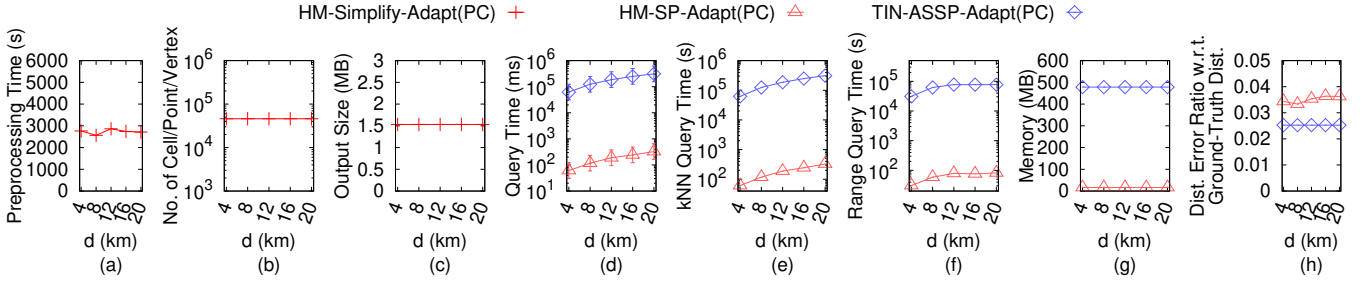 HM-Simplify-Adapt(PC) HM-SP-Adapt(PC) TIN-ASSP-Adapt(PC)
Preprocessing Time (s)
6000
5000
4000
3000
2000
1000
0
4 8 12 16 20
d (km)
(a)
No. of Cell/Point/Vertex
10^6
10^5
10^4
10^3
4 8 12 16 20
d (km)
(b)
Output Size (MB)
3
2.5
2
1.5
1
0.5
0
4 8 12 16 20
d (km)
(c)
Query Time (ms)
10^6
10^5
10^4
10^3
10^2
10^1
4 8 12 16 20
d (km)
(d)
kNN Query Time (s)
10^6
10^5
10^4
10^3
10^2
4 8 12 16 20
d (km)
(e)
Range Query Time (s)
10^5
10^4
10^3
10^2
4 8 12 16 20
d (km)
(f)
Memory (MB)
600
500
400
300
200
100
0
4 8 12 16 20
d (km)
(g)
Dist. Error Ratio w.r.t.
Ground-Truth Dist.
0.05
0.04
0.03
0.02
0.01
0
4 8 12 16 20
d (km)
(h)